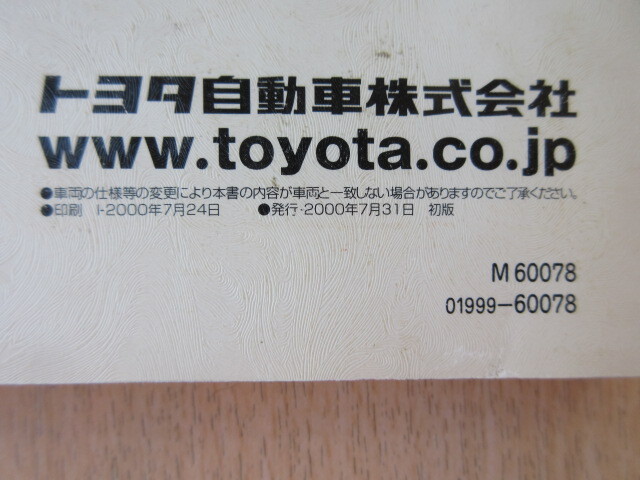 トヨタ自動車株式会社
www.toyota.co.jp
●車両の仕様等の変更により本書の内容が車両と一致しない場合がありますのでご了承ください。
●印刷 ト-2000年7月24日 ●発行-2000年7月31日 初版
M60078
01999-60078